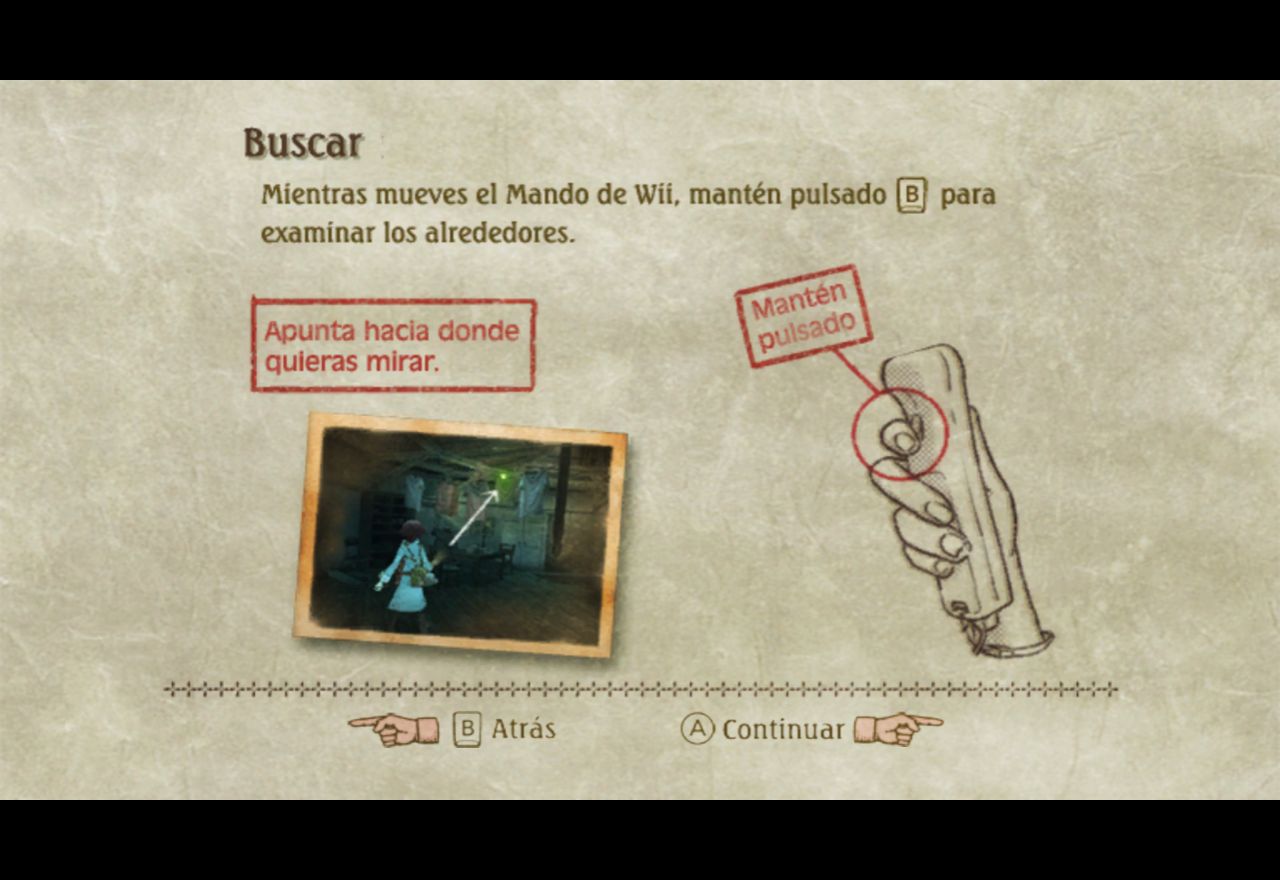 Buscar
Mientras mueves el Mando de Wii, mantén pulsado B para
examinar los alrededores.
Apunta hacia donde
quieras mirar.
Mantén
pulsado
B Atrás
A Continuar